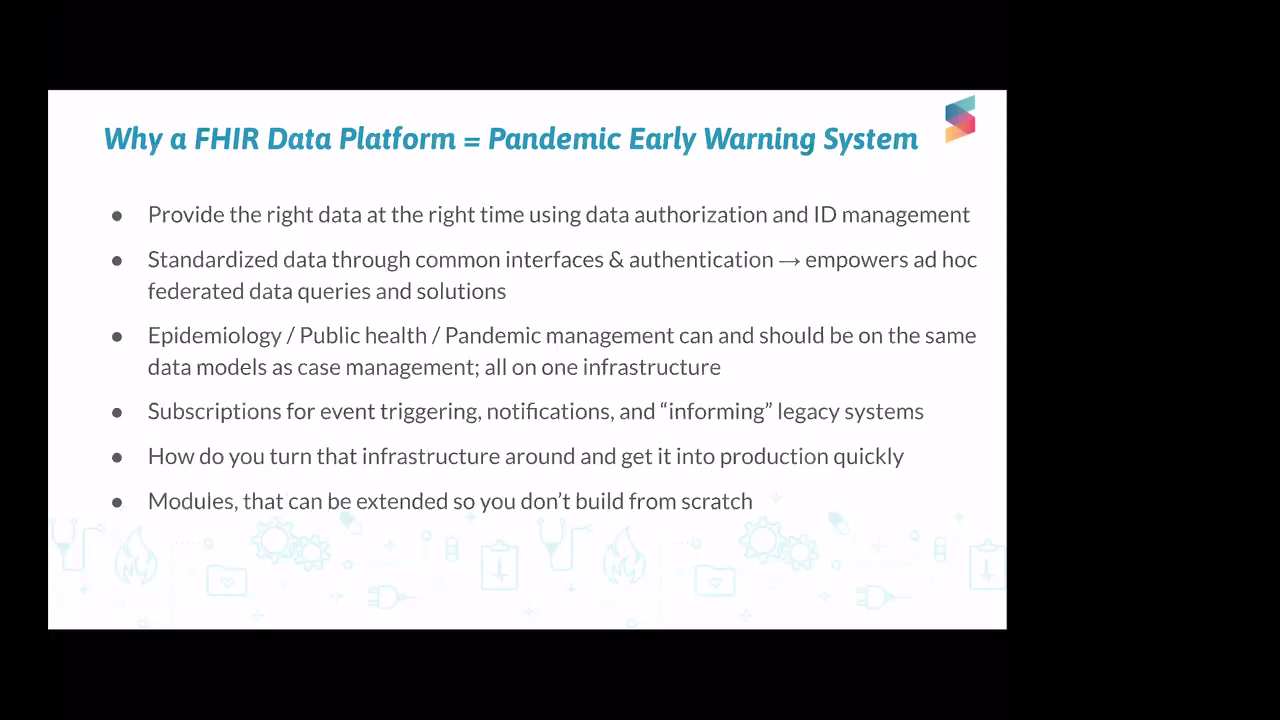 Why a FHIR Data Platform = Pandemic Early Warning System
● Provide the right data at the right time using data authorization and ID management
● Standardized data through common interfaces & authentication → empowers ad hoc
federated data queries and solutions
● Epidemiology / Public health / Pandemic management can and should be on the same
data models as case management; all on one infrastructure
● Subscriptions for event triggering, notifications, and “informing” legacy systems
● How do you turn that infrastructure around and get it into production quickly
● Modules, that can be extended so you don’t build from scratch